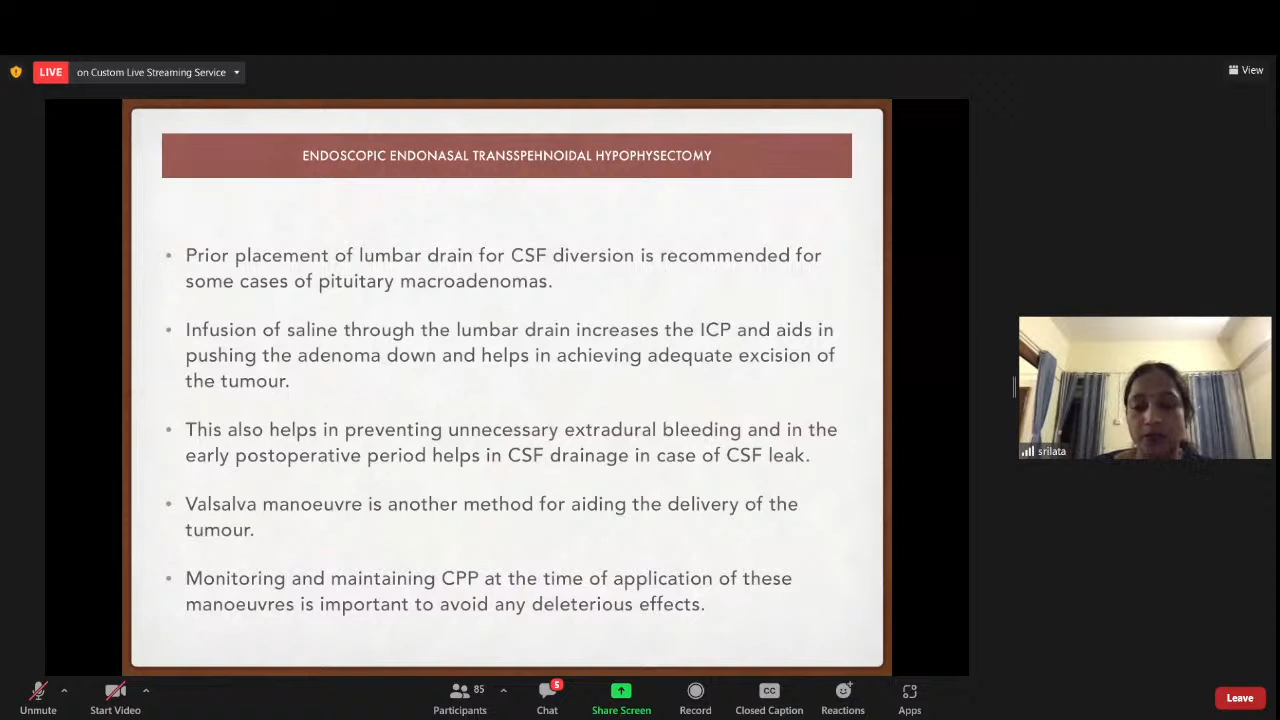 LIVE
on Custom Live Streaming Service
View
ENDOSCOPIC ENDONASAL TRANSSPEHNOIDAL HYPOPHYSECTOMY
• Prior placement of lumbar drain for CSF diversion is recommended for
some cases of pituitary macroadenomas.
• Infusion of saline through the lumbar drain increases the ICP and aids in
pushing the adenoma down and helps in achieving adequate excision of
the tumour.
• This also helps in preventing unnecessary extradural bleeding and in the
early postoperative period helps in CSF drainage in case of CSF leak.
• Valsalva manoeuvre is another method for aiding the delivery of the
tumour.
• Monitoring and maintaining CPP at the time of application of these
manoeuvres is important to avoid any deleterious effects.
srilata
Unmute
Start Video
85
Participants
5
Chat
Share Screen
Record
CC
Closed Caption
Reactions
Apps
Leave